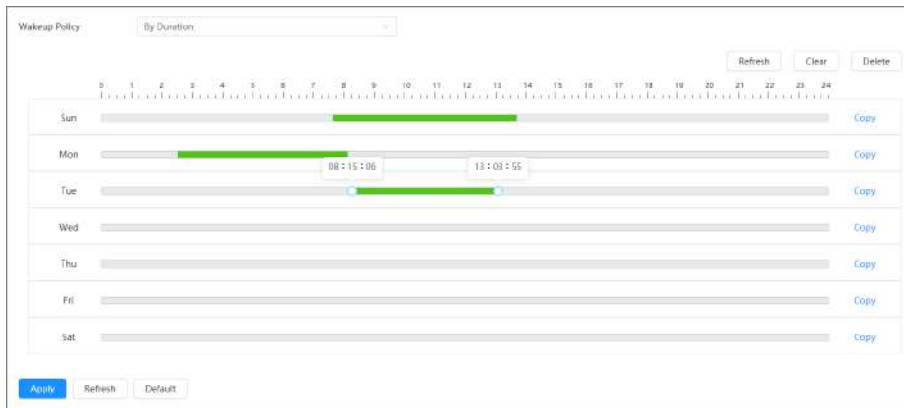 Wakeup Policy By Duration
Refresh Clear Delete
0 1 2 3 4 5 6 7 8 9 10 11 12 13 14 15 16 17 18 19 20 21 22 23 24
Sun Copy
Mon Copy
08 : 15 : 06 13 : 03 : 55
Tue Copy
Wed Copy
Thu Copy
Fri Copy
Sat Copy
Apply Refresh Default